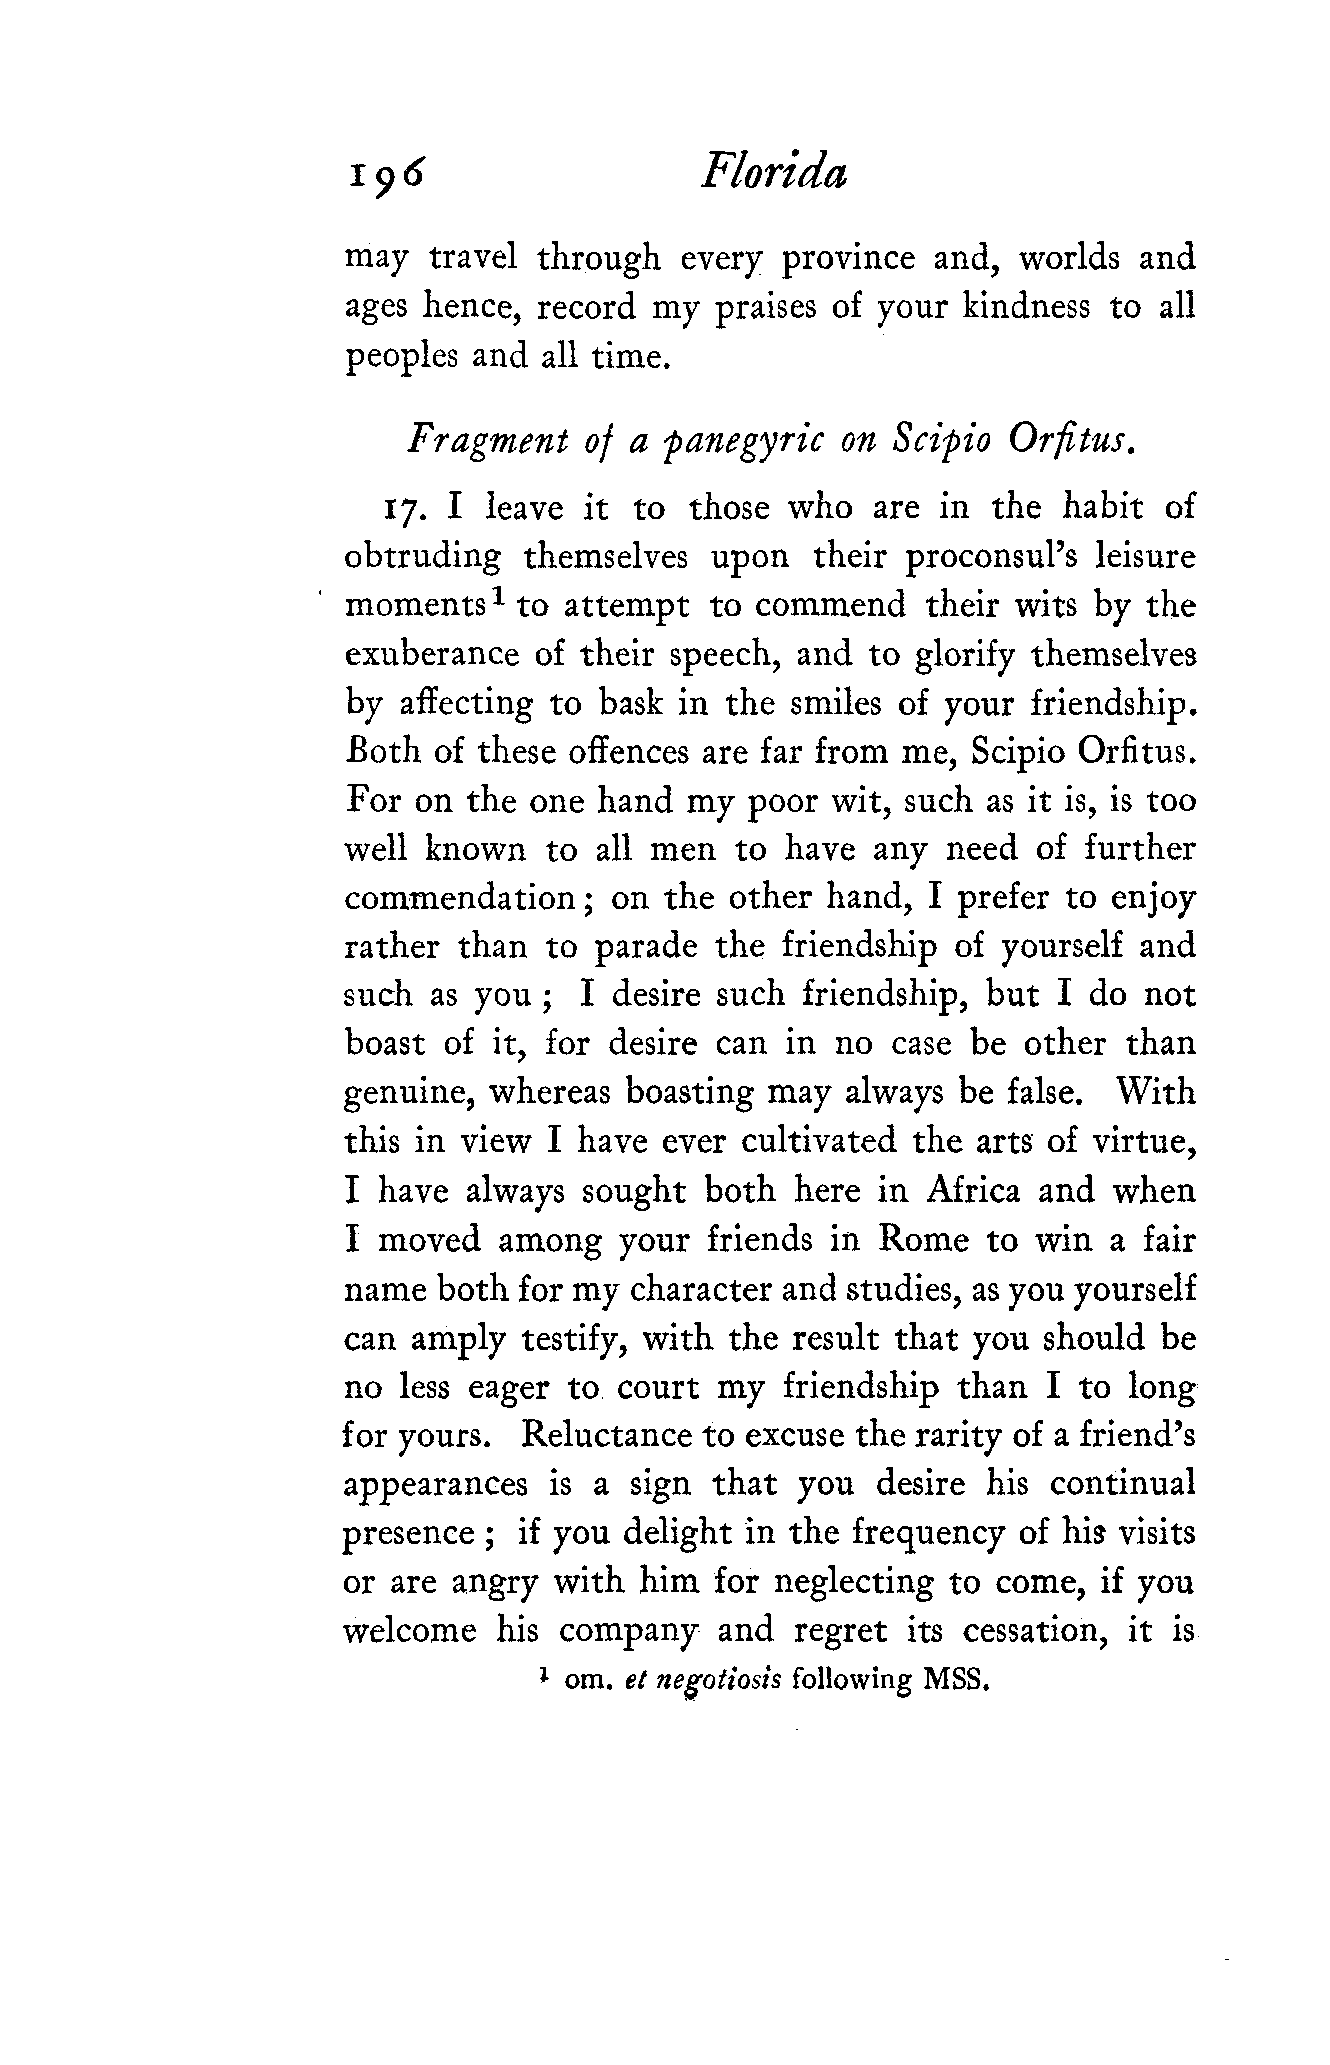 196 Florida
may travel through every province and, worlds and
ages hence, record my praises of your kindness to all
peoples and all time.
Fragment of a panegyric on Scipio Orfitus.
17. I leave it to those who are in the habit of
obtruding themselves upon their proconsul's leisure
moments¹ to attempt to commend their wits by the
exuberance of their speech, and to glorify themselves
by affecting to bask in the smiles of your friendship.
Both of these offences are far from me, Scipio Orfitus.
For on the one hand my poor wit, such as it is, is too
well known to all men to have any need of further
commendation; on the other hand, I prefer to enjoy
rather than to parade the friendship of yourself and
such as you; I desire such friendship, but I do not
boast of it, for desire can in no case be other than
genuine, whereas boasting may always be false. With
this in view I have ever cultivated the arts of virtue,
I have always sought both here in Africa and when
I moved among your friends in Rome to win a fair
name both for my character and studies, as you yourself
can amply testify, with the result that you should be
no less eager to court my friendship than I to long
for yours. Reluctance to excuse the rarity of a friend's
appearances is a sign that you desire his continual
presence; if you delight in the frequency of his visits
or are angry with him for neglecting to come, if you
welcome his company and regret its cessation, it is
¹ om. et negotiosis following MSS.